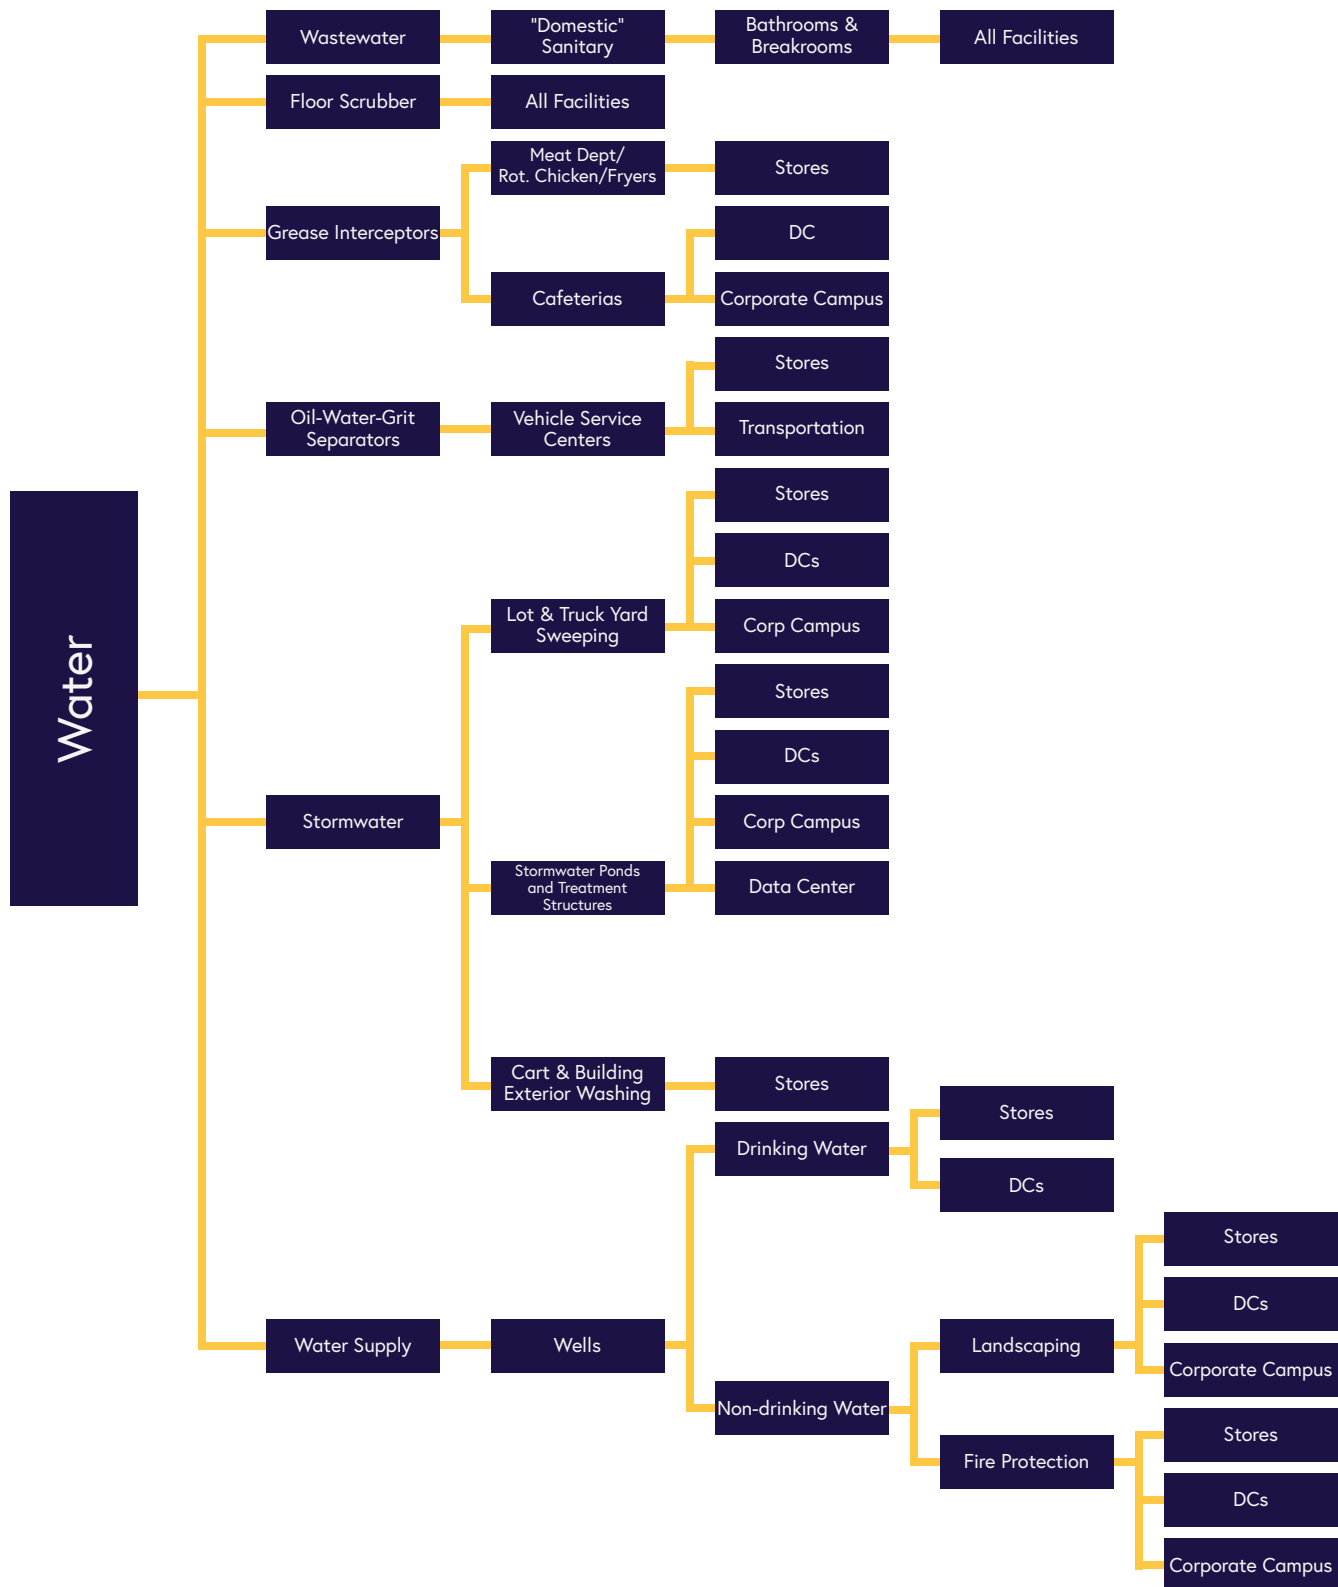 Water
Wastewater
"Domestic"
Sanitary
Bathrooms &
Breakrooms
All Facilities
Floor Scrubber
All Facilities
Grease Interceptors
Meat Dept/
Rot. Chicken/Fryers
Stores
Cafeterias
DC
Corporate Campus
Oil-Water-Grit
Separators
Vehicle Service
Centers
Stores
Transportation
Stormwater
Lot & Truck Yard
Sweeping
Stores
DCs
Corp Campus
Stormwater Ponds
and Treatment
Structures
Stores
DCs
Corp Campus
Data Center
Cart & Building
Exterior Washing
Stores
Water Supply
Wells
Drinking Water
Stores
DCs
Non-drinking Water
Landscaping
Stores
DCs
Corporate Campus
Fire Protection
Stores
DCs
Corporate Campus